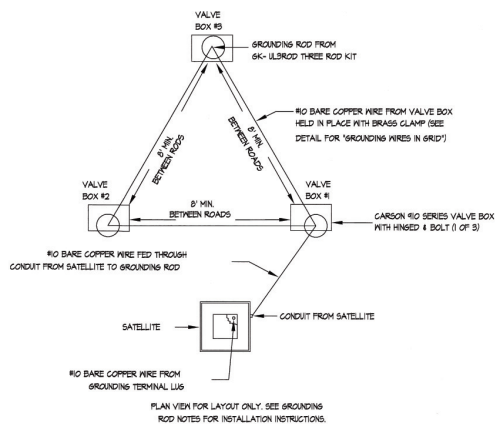 VALVE
BOX #3
GROUNDING ROD FROM
GK- UL3ROD THREE ROD KIT
#10 BARE COPPER WIRE FROM VALVE BOX
HELD IN PLACE WITH BRASS CLAMP (SEE
DETAIL FOR "GROUNDING WIRES IN GRID")
8' MIN.
BETWEEN RODS
8' MIN.
BETWEEN ROADS
VALVE
BOX #2
8' MIN.
BETWEEN ROADS
VALVE
BOX #1
CARSON 910 SERIES VALVE BOX
WITH HINGED & BOLT (1 OF 3)
#10 BARE COPPER WIRE FED THROUGH
CONDUIT FROM SATELLITE TO GROUNDING ROD
SATELLITE
CONDUIT FROM SATELLITE
#10 BARE COPPER WIRE FROM
GROUNDING TERMINAL LUG
PLAN VIEW FOR LAYOUT ONLY. SEE GROUNDING
ROD NOTES FOR INSTALLATION INSTRUCTIONS.